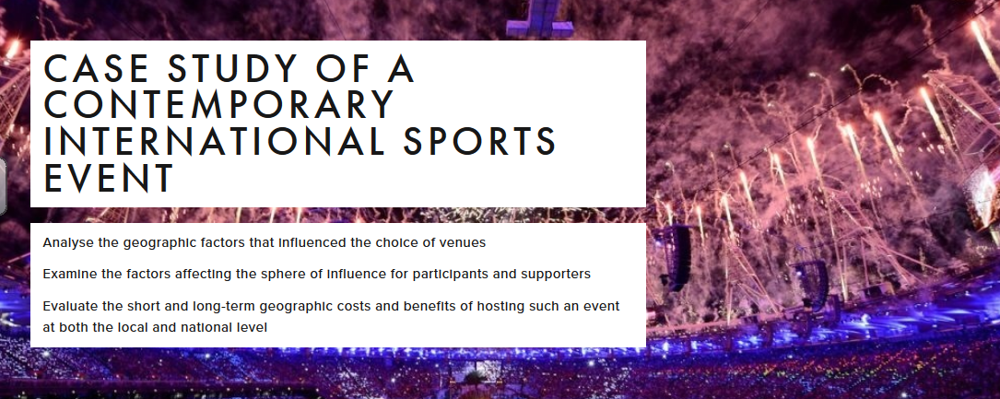 CASE STUDY OF A
CONTEMPORARY
INTERNATIONAL SPORTS
EVENT
Analyse the geographic factors that influenced the choice of venues
Examine the factors affecting the sphere of influence for participants and supporters
Evaluate the short and long-term geographic costs and benefits of hosting such an event
at both the local and national level